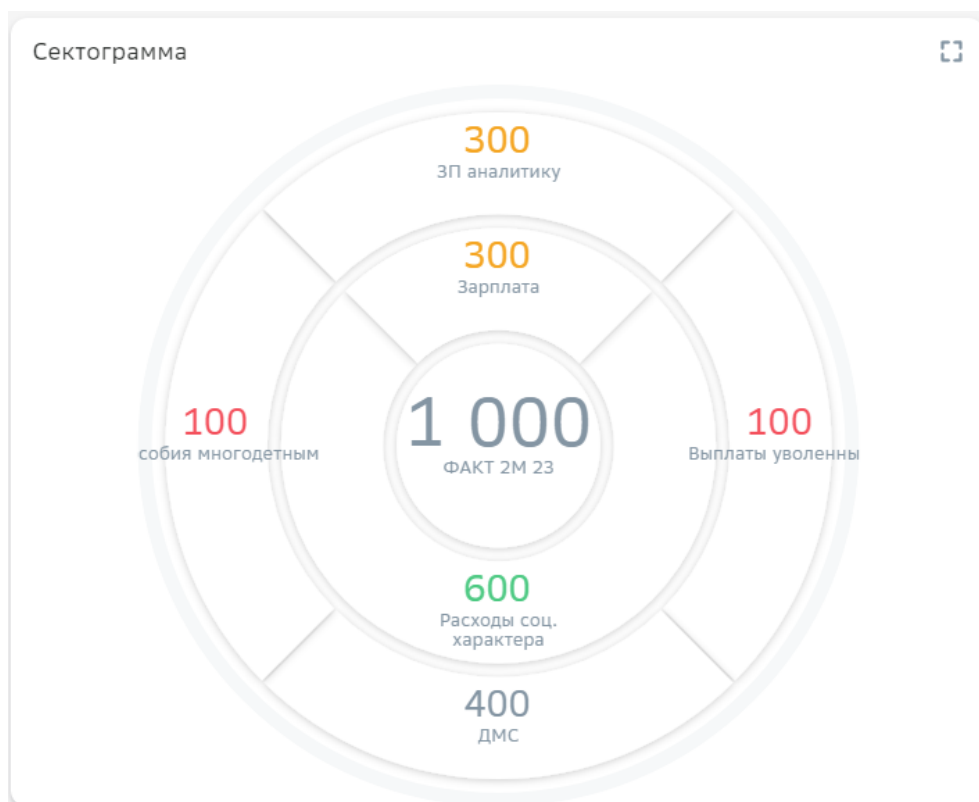 Сектограмма
300
ЗП аналитику
300
Зарплата
100
собия многодетным
1 000
ФАКТ 2М 23
100
Выплаты уволенны
600
Расходы соц.
характера
400
ДМС